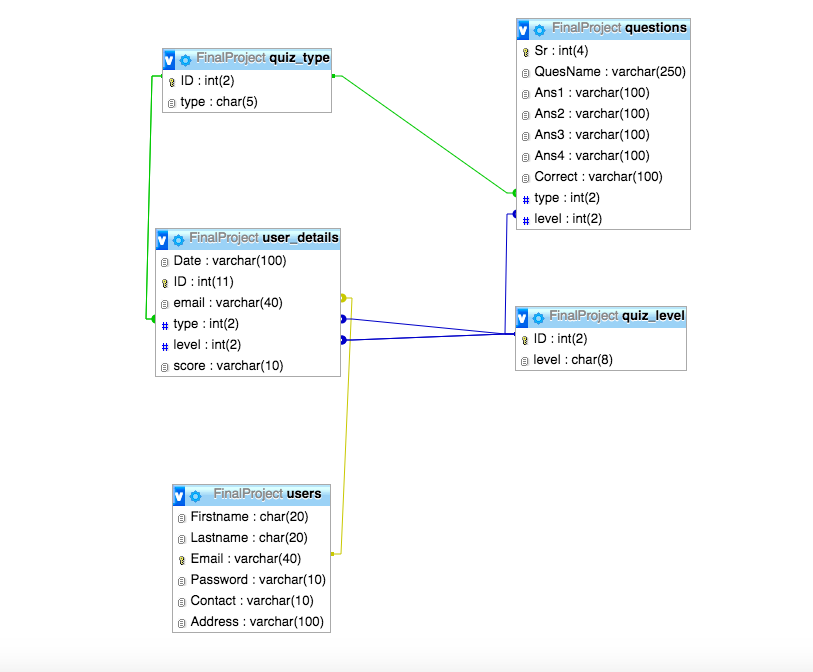 FinalProject quiz_type
ID : int(2)
type : char(5)
FinalProject questions
Sr : int(4)
QuesName : varchar(250)
Ans1 : varchar(100)
Ans2 : varchar(100)
Ans3 : varchar(100)
Ans4 : varchar(100)
Correct : varchar(100)
# type : int(2)
# level : int(2)
FinalProject user_details
Date : varchar(100)
ID : int(11)
email : varchar(40)
# type : int(2)
# level : int(2)
score : varchar(10)
FinalProject quiz_level
ID : int(2)
level : char(8)
FinalProject users
Firstname : char(20)
Lastname : char(20)
Email : varchar(40)
Password : varchar(10)
Contact : varchar(10)
Address : varchar(100)